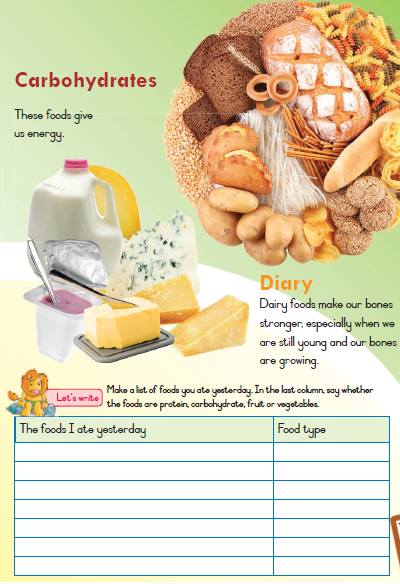 Carbohydrates
These foods give
us energy.
Diary
Dairy foods make our bones
stronger, especially when we
are still young and our bones
are growing.
Let's write
Make a list of foods you ate yesterday. In the last column, say whether
the foods are protein, carbohydrate, fruit or vegetables.
The foods I ate yesterday
Food type